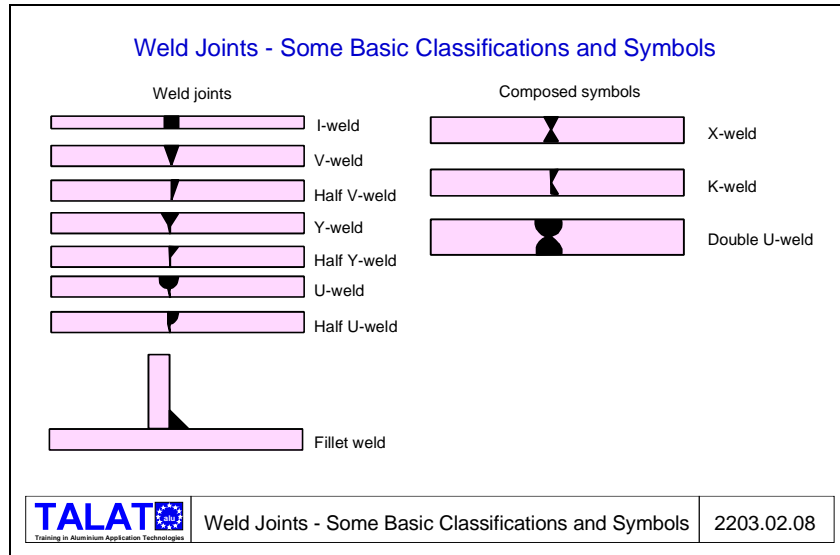 Weld Joints - Some Basic Classifications and Symbols
Weld joints
I-weld
V-weld
Half V-weld
Y-weld
Half Y-weld
U-weld
Half U-weld
Fillet weld
Composed symbols
X-weld
K-weld
Double U-weld
TALAT
alu
Training in Aluminium Application Technologies
Weld Joints - Some Basic Classifications and Symbols
2203.02.08